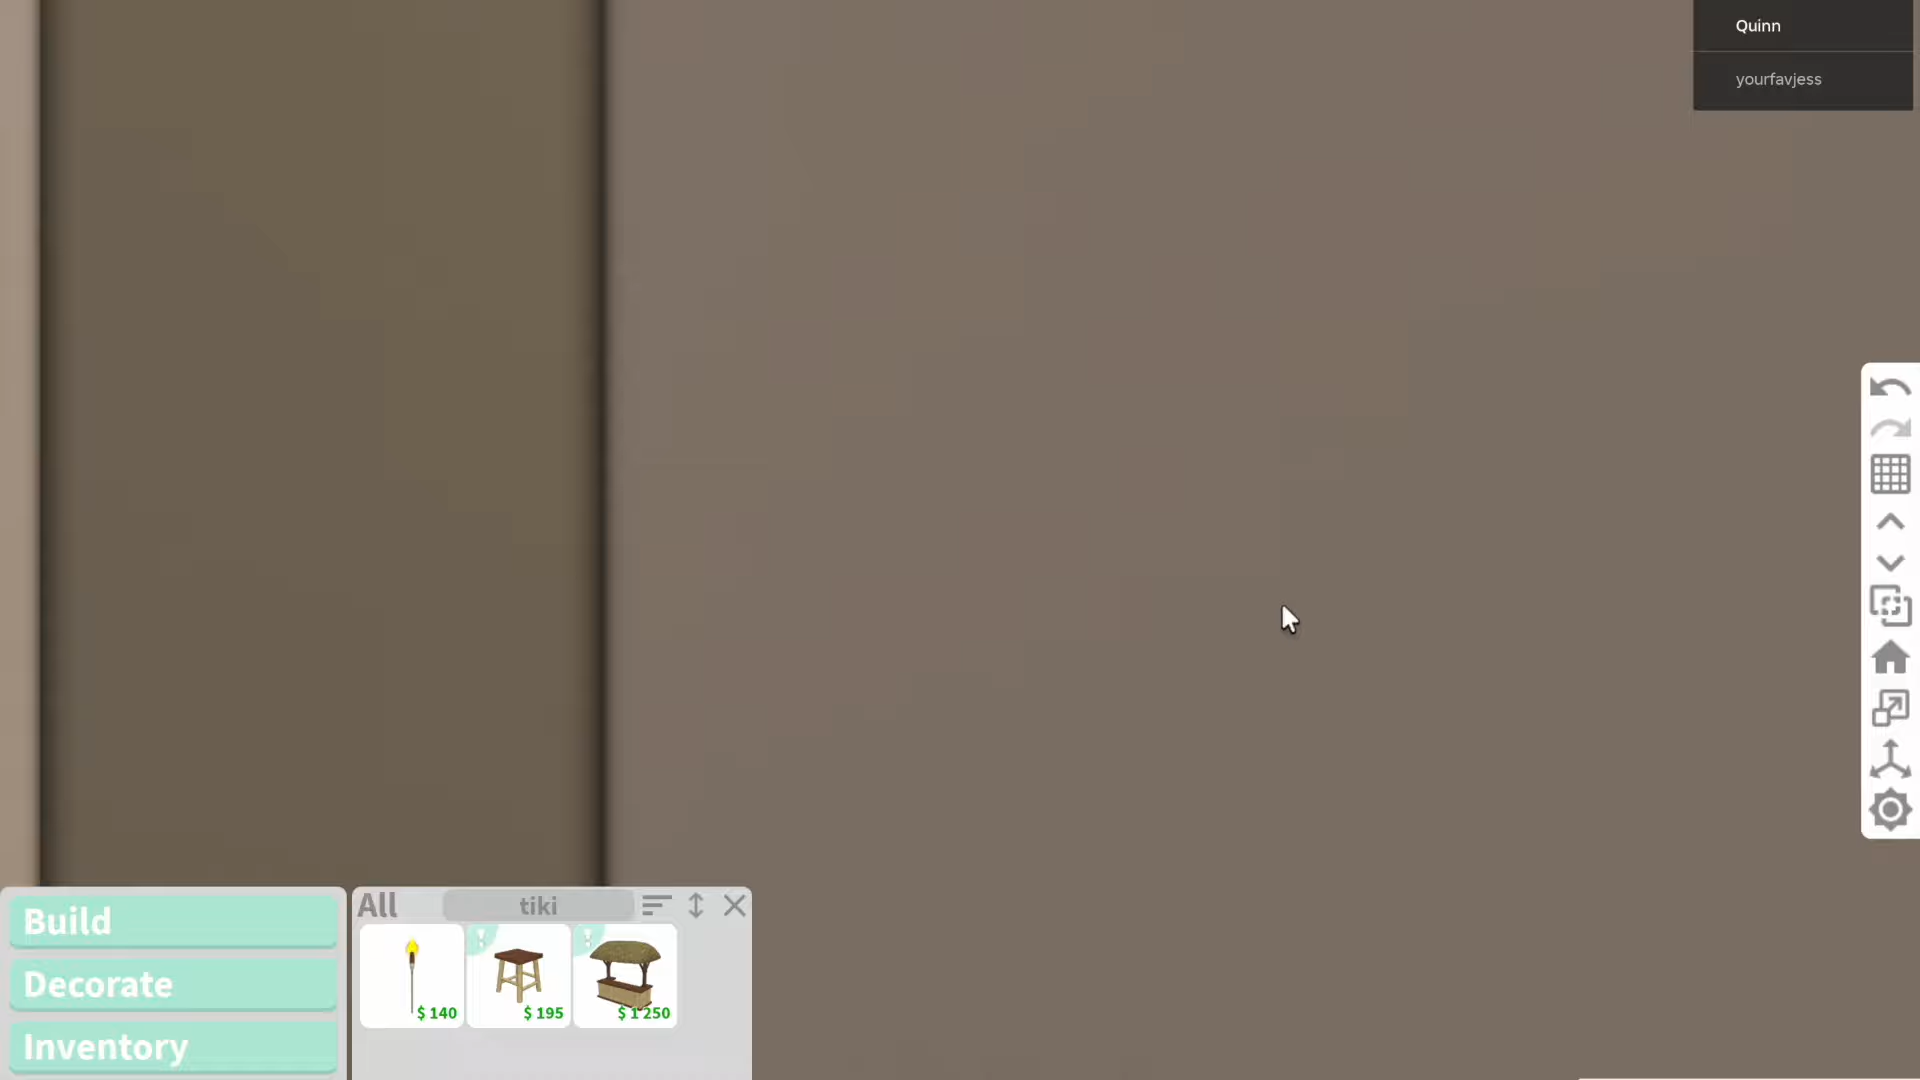 Quinn
yourfavjess
Build
Decorate
Inventory
All
tiki
! !
$ 140
$ 195
$ 1 250